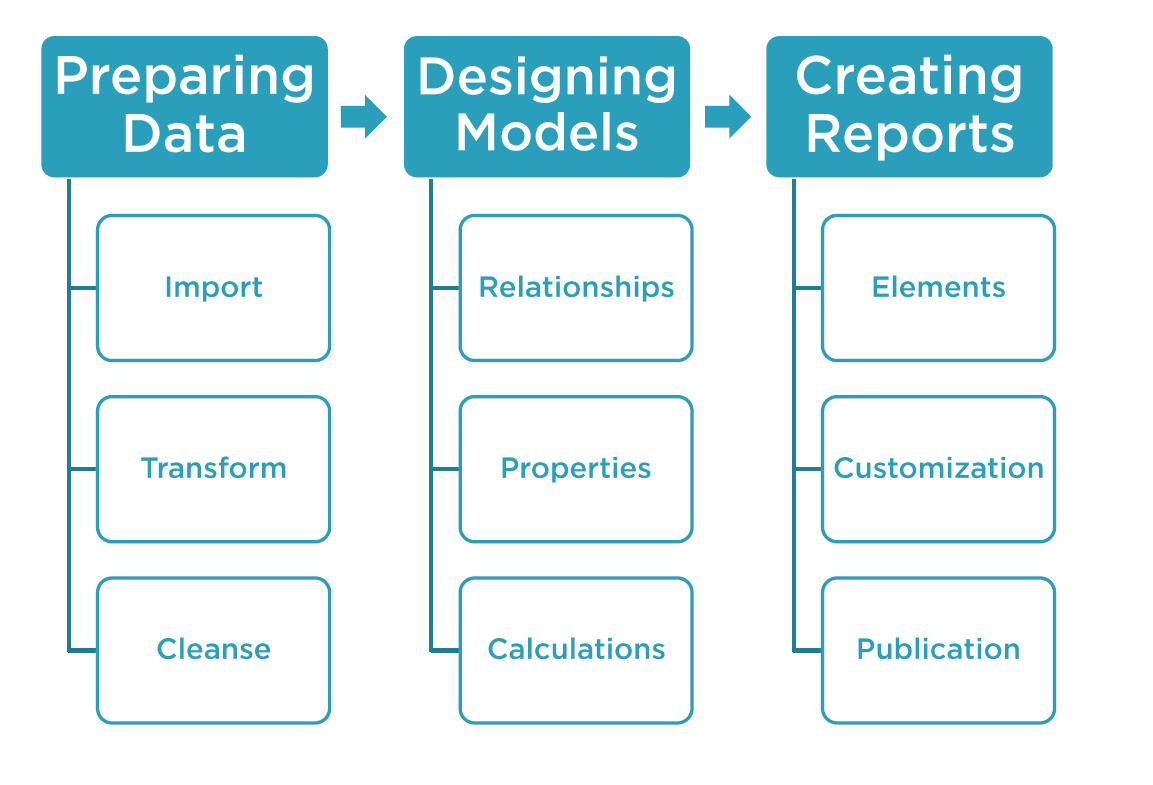 Preparing
Data
Import
Transform
Cleanse
Designing
Models
Relationships
Properties
Calculations
Creating
Reports
Elements
Customization
Publication